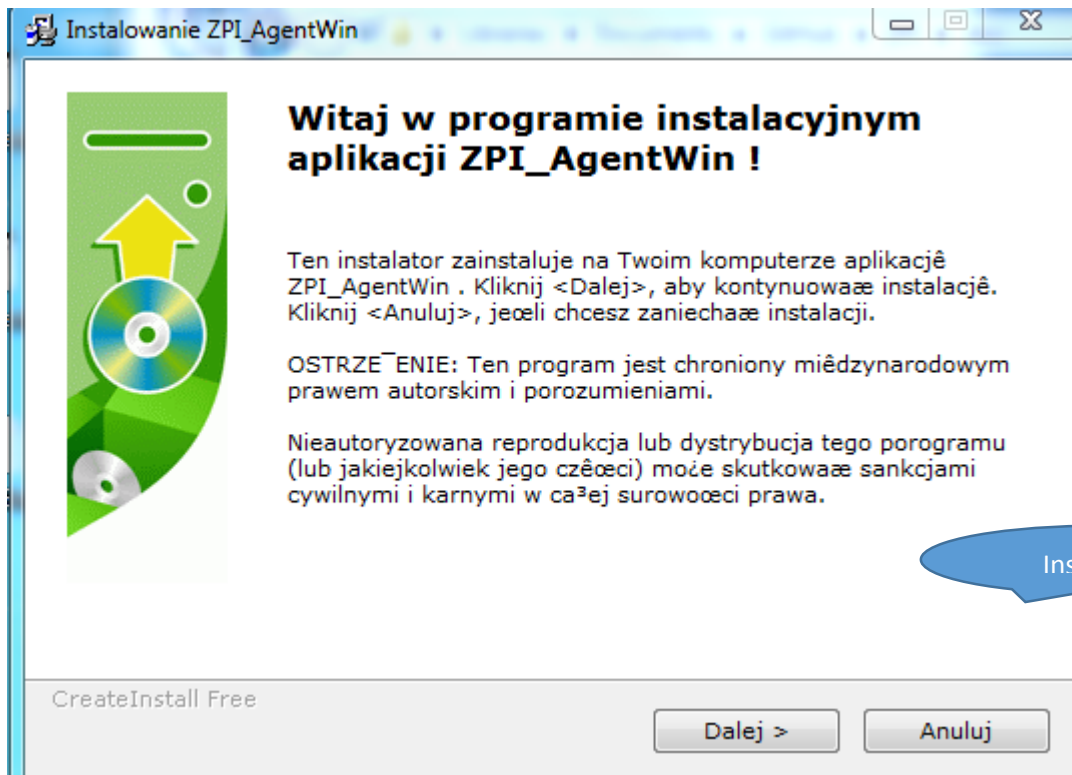 Instalowanie ZPI_AgentWin
Witaj w programie instalacyjnym
aplikacji ZPI_AgentWin !
Ten instalator zainstaluje na Twoim komputerze aplikacjê
ZPI_AgentWin . Kliknij <Dalej>, aby kontynuowaæ instalacjê.
Kliknij <Anuluj>, jeœli chcesz zaniechaæ instalacji.
OSTRZE¯ENIE: Ten program jest chroniony miêdzynarodowym
prawem autorskim i porozumieniami.
Nieautoryzowana reprodukcja lub dystrybucja tego porogramu
(lub jakiejkolwiek jego czêœci) mo¿e skutkowaæ sankcjami
cywilnymi i karnymi w ca³ej surowoœci prawa.
Ins
CreateInstall Free
Dalej >
Anuluj